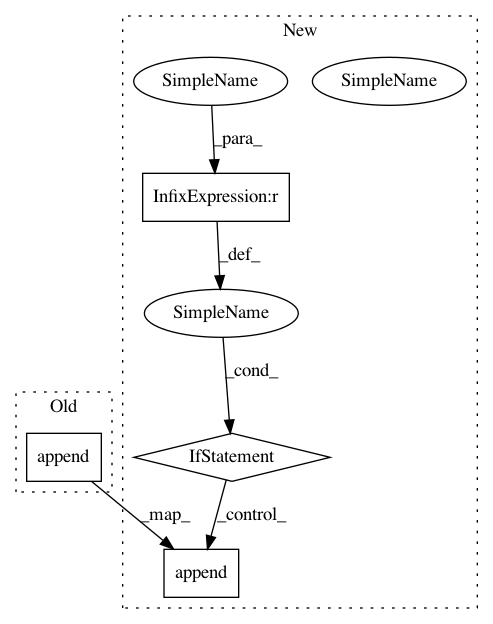 New
SimpleName
SimpleName
_para_
InfixExpression:r
_def_
SimpleName
_cond_
Old
IfStatement
append
_map_
_control_
append